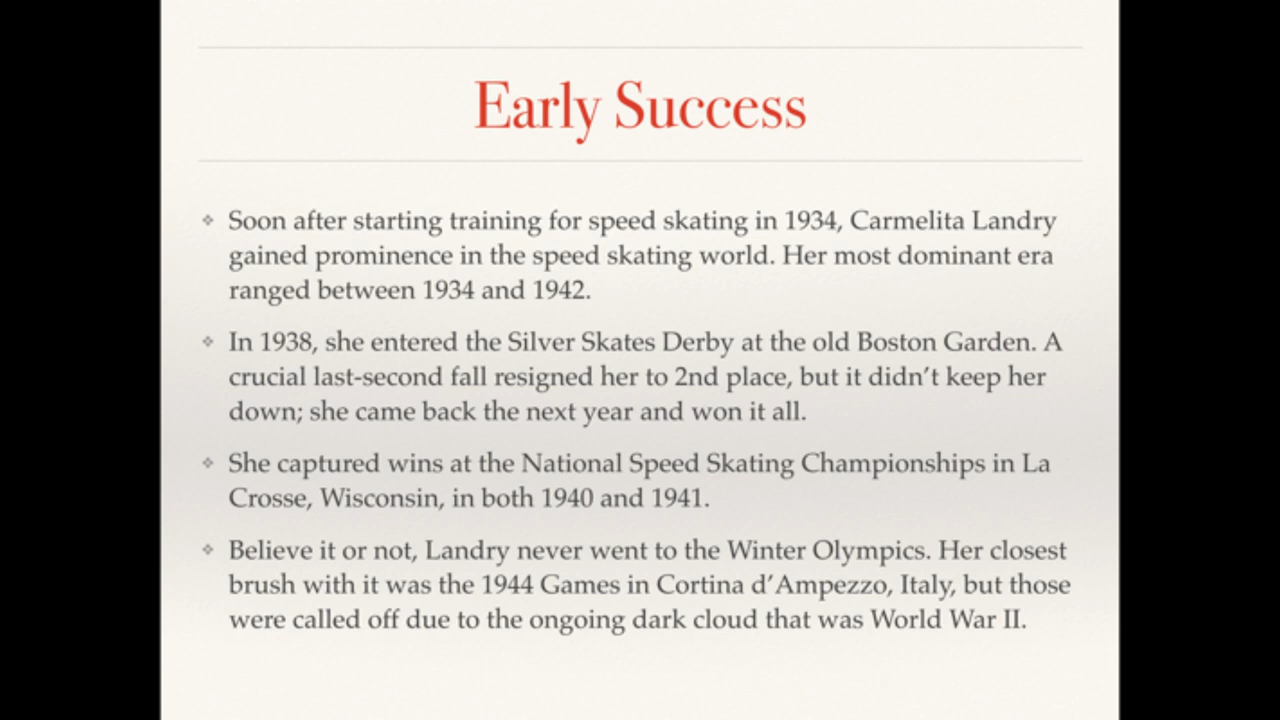 Early Success
Soon after starting training for speed skating in 1934, Carmelita Landry
gained prominence in the speed skating world. Her most dominant era
ranged between 1934 and 1942.
In 1938, she entered the Silver Skates Derby at the old Boston Garden. A
crucial last-second fall resigned her to 2nd place, but it didn’t keep her
down; she came back the next year and won it all.
She captured wins at the National Speed Skating Championships in La
Crosse, Wisconsin, in both 1940 and 1941.
Believe it or not, Landry never went to the Winter Olympics. Her closest
brush with it was the 1944 Games in Cortina d’Ampezzo, Italy, but those
were called off due to the ongoing dark cloud that was World War II.